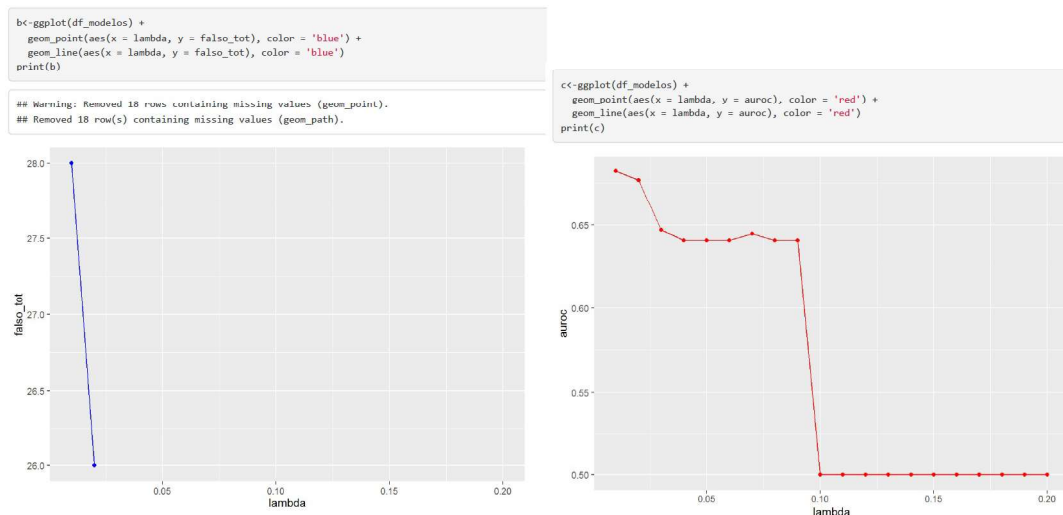 b<-ggplot(df_modelos) +
geom_point(aes(x = lambda, y = falso_tot), color = 'blue') +
geom_line(aes(x = lambda, y = falso_tot), color = 'blue')
print(b)
## Warning: Removed 18 rows containing missing values (geom_point).
## Removed 18 row(s) containing missing values (geom_path).
28.0
27.5
27.0
26.5
26.0
falso_tot
0.05
0.10
0.15
0.20
lambda
c<-ggplot(df_modelos) +
geom_point(aes(x = lambda, y = auroc), color = 'red') +
geom_line(aes(x = lambda, y = auroc), color = 'red')
print(c)
0.65
0.60
0.55
0.50
auroc
0.05
0.10
0.15
0.20
lambda